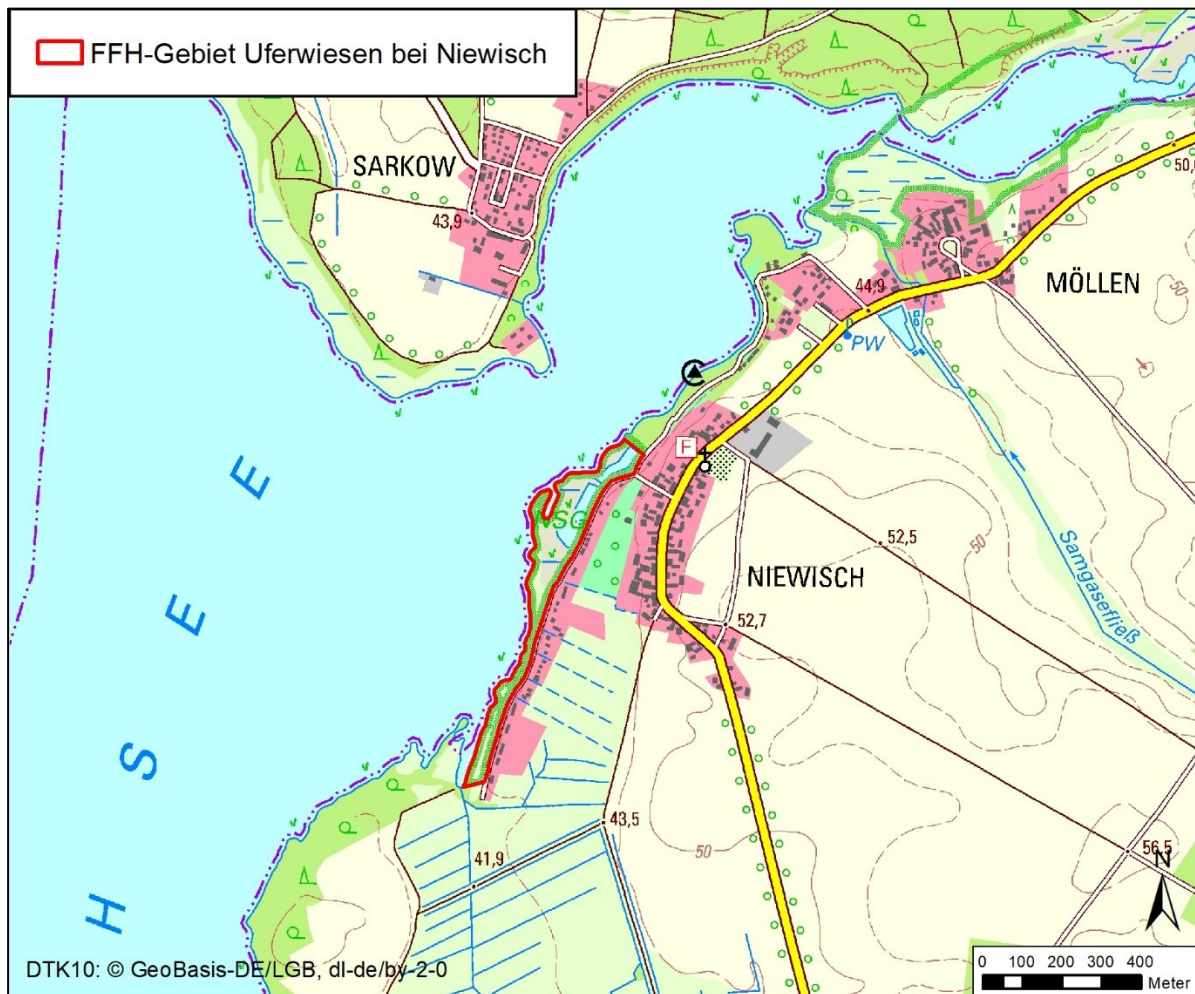 FFH-Gebiet Uferwiesen bei Niewisch
SARKOW
43,9
50,
MÖLLEN
50
44,9
PW
F
NSG
52,5
50
Samgasefließ
NIEWISCH
52,7
H S E E
43,5
50
56,5
41,9
N
DTK10: © GeoBasis-DE/LGB, dl-de/by-2-0
0 100 200 300 400
Meter